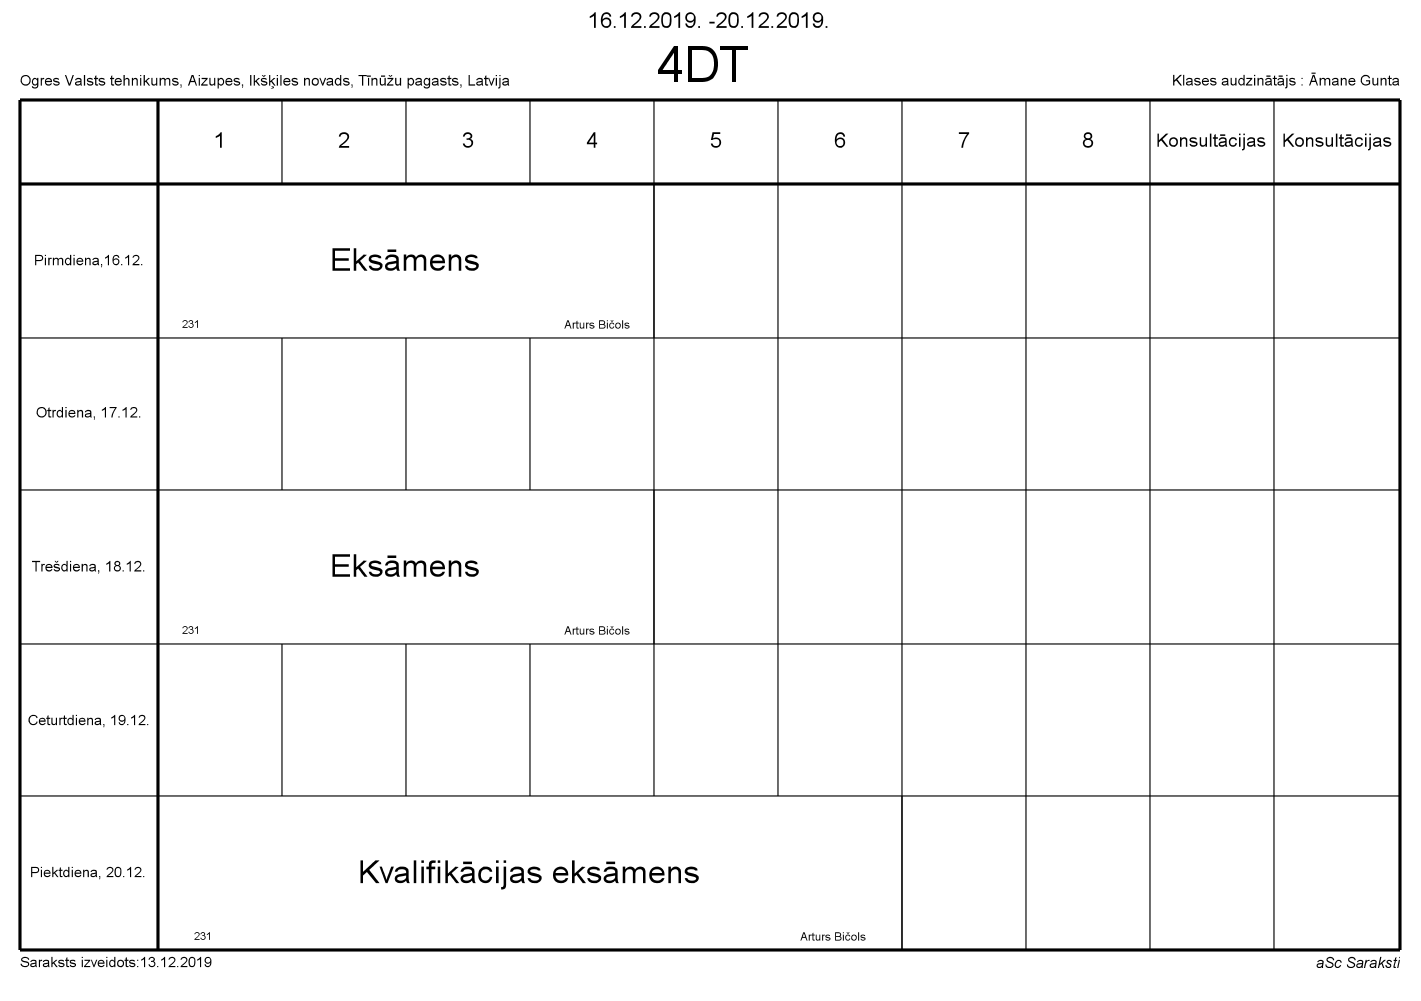 16.12.2019. -20.12.2019.
4DT
Ogres Valsts tehnikums, Aizupes, Ikšķiles novads, Tīnūžu pagasts, Latvija
Klases audzinātājs : Āmane Gunta
1 2 3 4 5 6 7 8 Konsultācijas Konsultācijas
Pirmdiena,16.12.
Eksāmens
231 Arturs Bičols
Otrdiena, 17.12.
Trešdiena, 18.12.
Eksāmens
231 Arturs Bičols
Ceturtdiena, 19.12.
Piektdiena, 20.12.
Kvalifikācijas eksāmens
231 Arturs Bičols
Saraksts izveidots:13.12.2019
aSc Saraksti